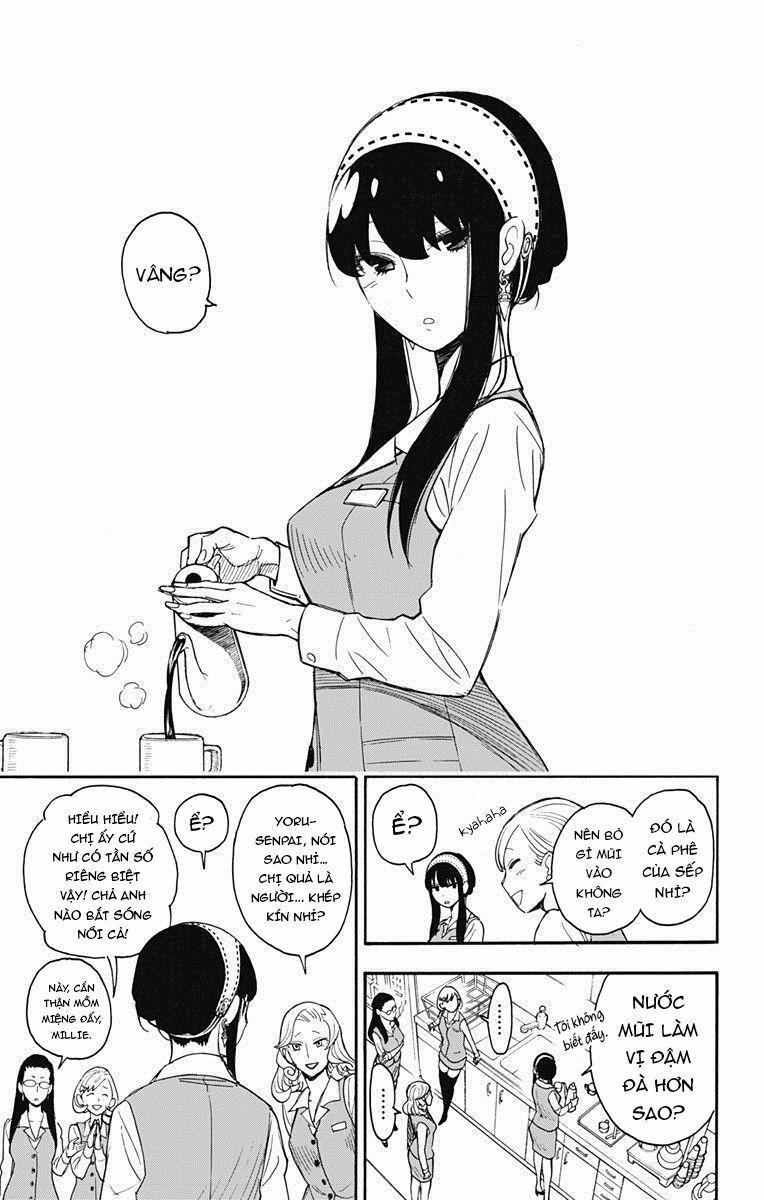 VÂNG?
ĐÓ LÀ
CÀ PHÊ
CỦA SẾP
NHỈ?
NÊN BỎ
GỈ MŨI
VÀO
KHÔNG
TA?
kyahaha
Ể?
NƯỚC
MŨI LÀM
VỊ ĐẬM
ĐÀ HƠN
SAO?
Tôi không
biết đấy.
......
......
YORU-
SENPAI, NÓI
SAO NHỈ...
CHỊ QUẢ LÀ
NGƯỜI... KHÉP
KÍN NHỈ?
Ể?
HIỂU HIỂU!
CHỊ ẤY CỨ
NHƯ CÓ TẦN SỐ
RIÊNG BIỆT
VẬY! CHẢ ANH
NÀO BẮT SÓNG
NỔI CẢ!
NÀY, CẨN
THẬN MỒM
MIỆNG ĐẤY,
MILLIE.